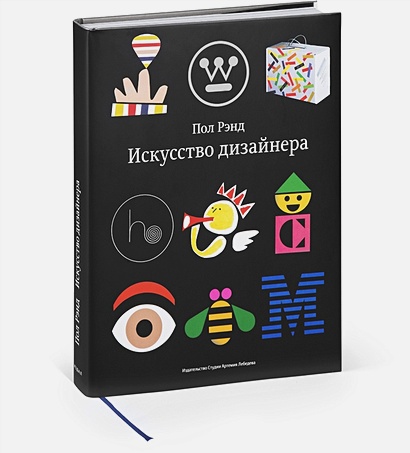 W
Пол Рэнд
Искусство дизайнера
h
C
M
Издательство Студии Артемия Лебедева
Пол Рэнд Искусство дизайнера